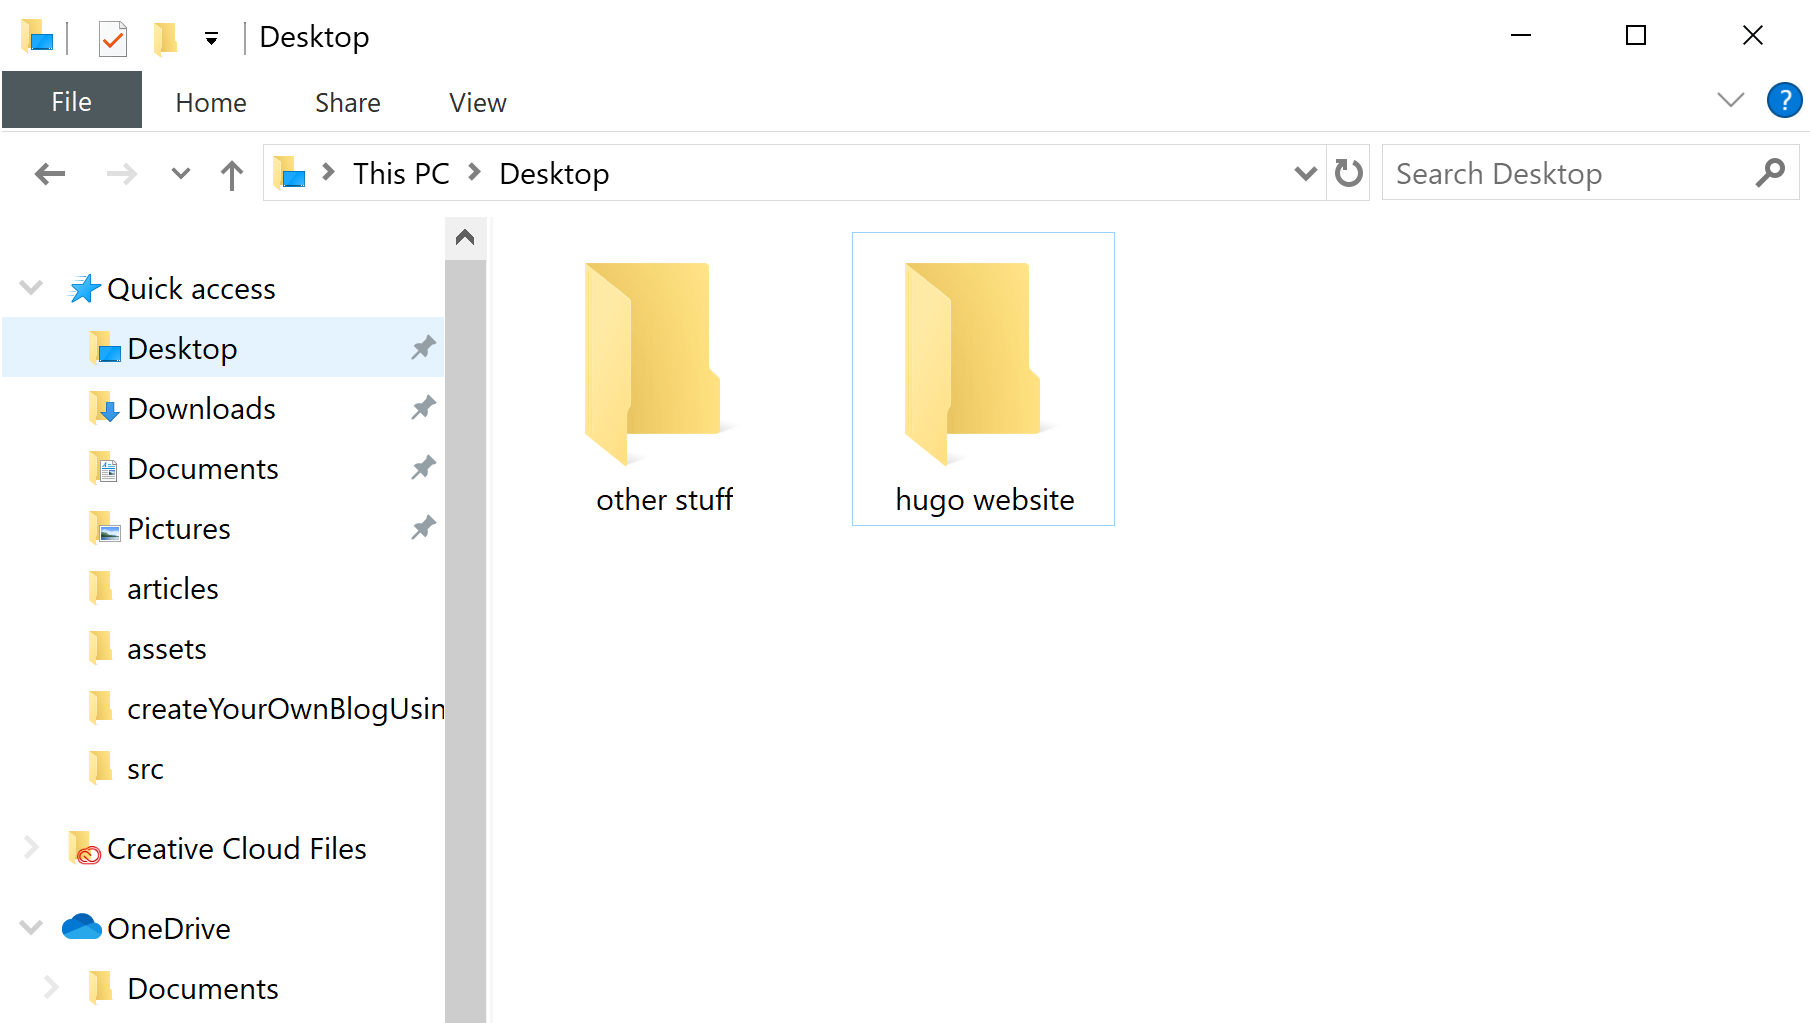 Desktop
File Home Share View
?
This PC Desktop
Search Desktop
Quick access
Desktop
Downloads
Documents
Pictures
articles
assets
createYourOwnBlogUsin
src
Creative Cloud Files
OneDrive
Documents
other stuff
hugo website